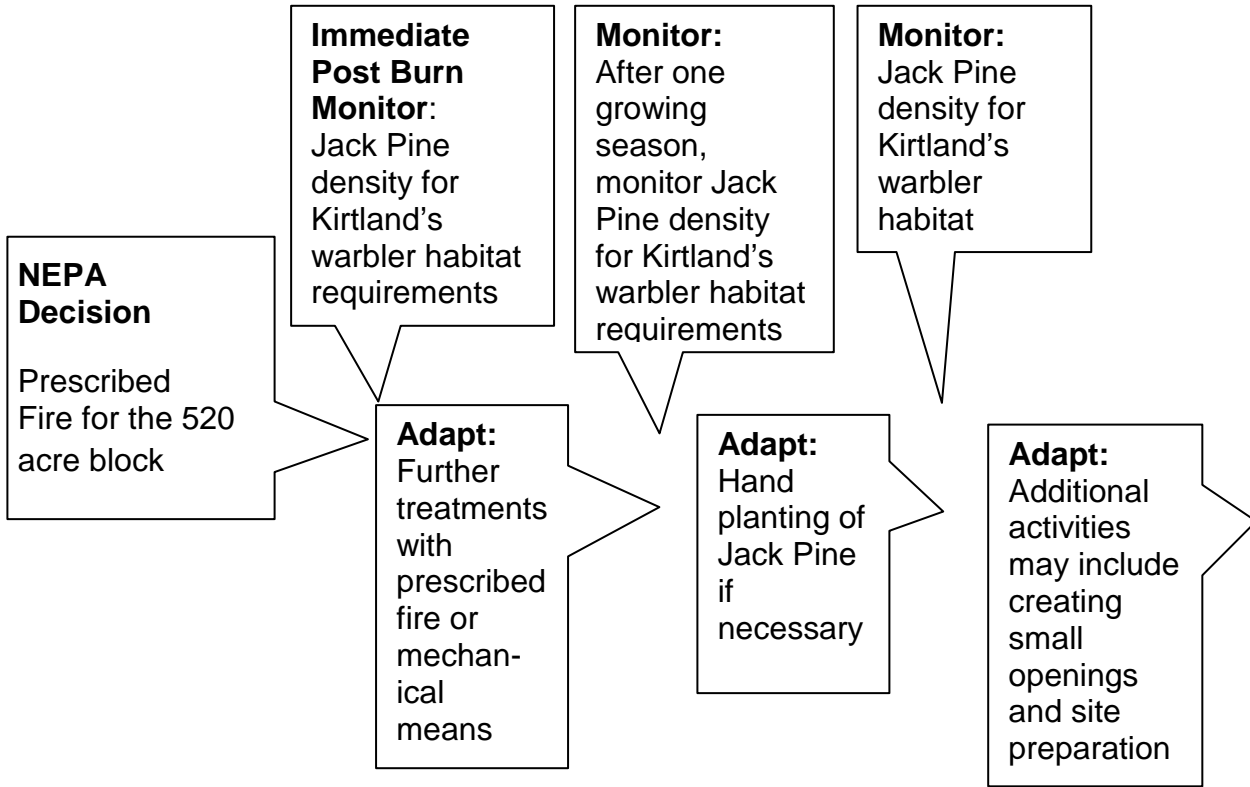 NEPA
Decision
Prescribed
Fire for the 520
acre block
Immediate
Post Burn
Monitor:
Jack Pine
density for
Kirtland's
warbler habitat
requirements
Adapt:
Further
treatments
with
prescribed
fire or
mechan-
ical
means
Monitor:
After one
growing
season,
monitor Jack
Pine density
for Kirtland's
warbler habitat
requirements
Adapt:
Hand
planting of
Jack Pine
if
necessary
Monitor:
Jack Pine
density for
Kirtland's
warbler
habitat
Adapt:
Additional
activities
may include
creating
small
openings
and site
preparation